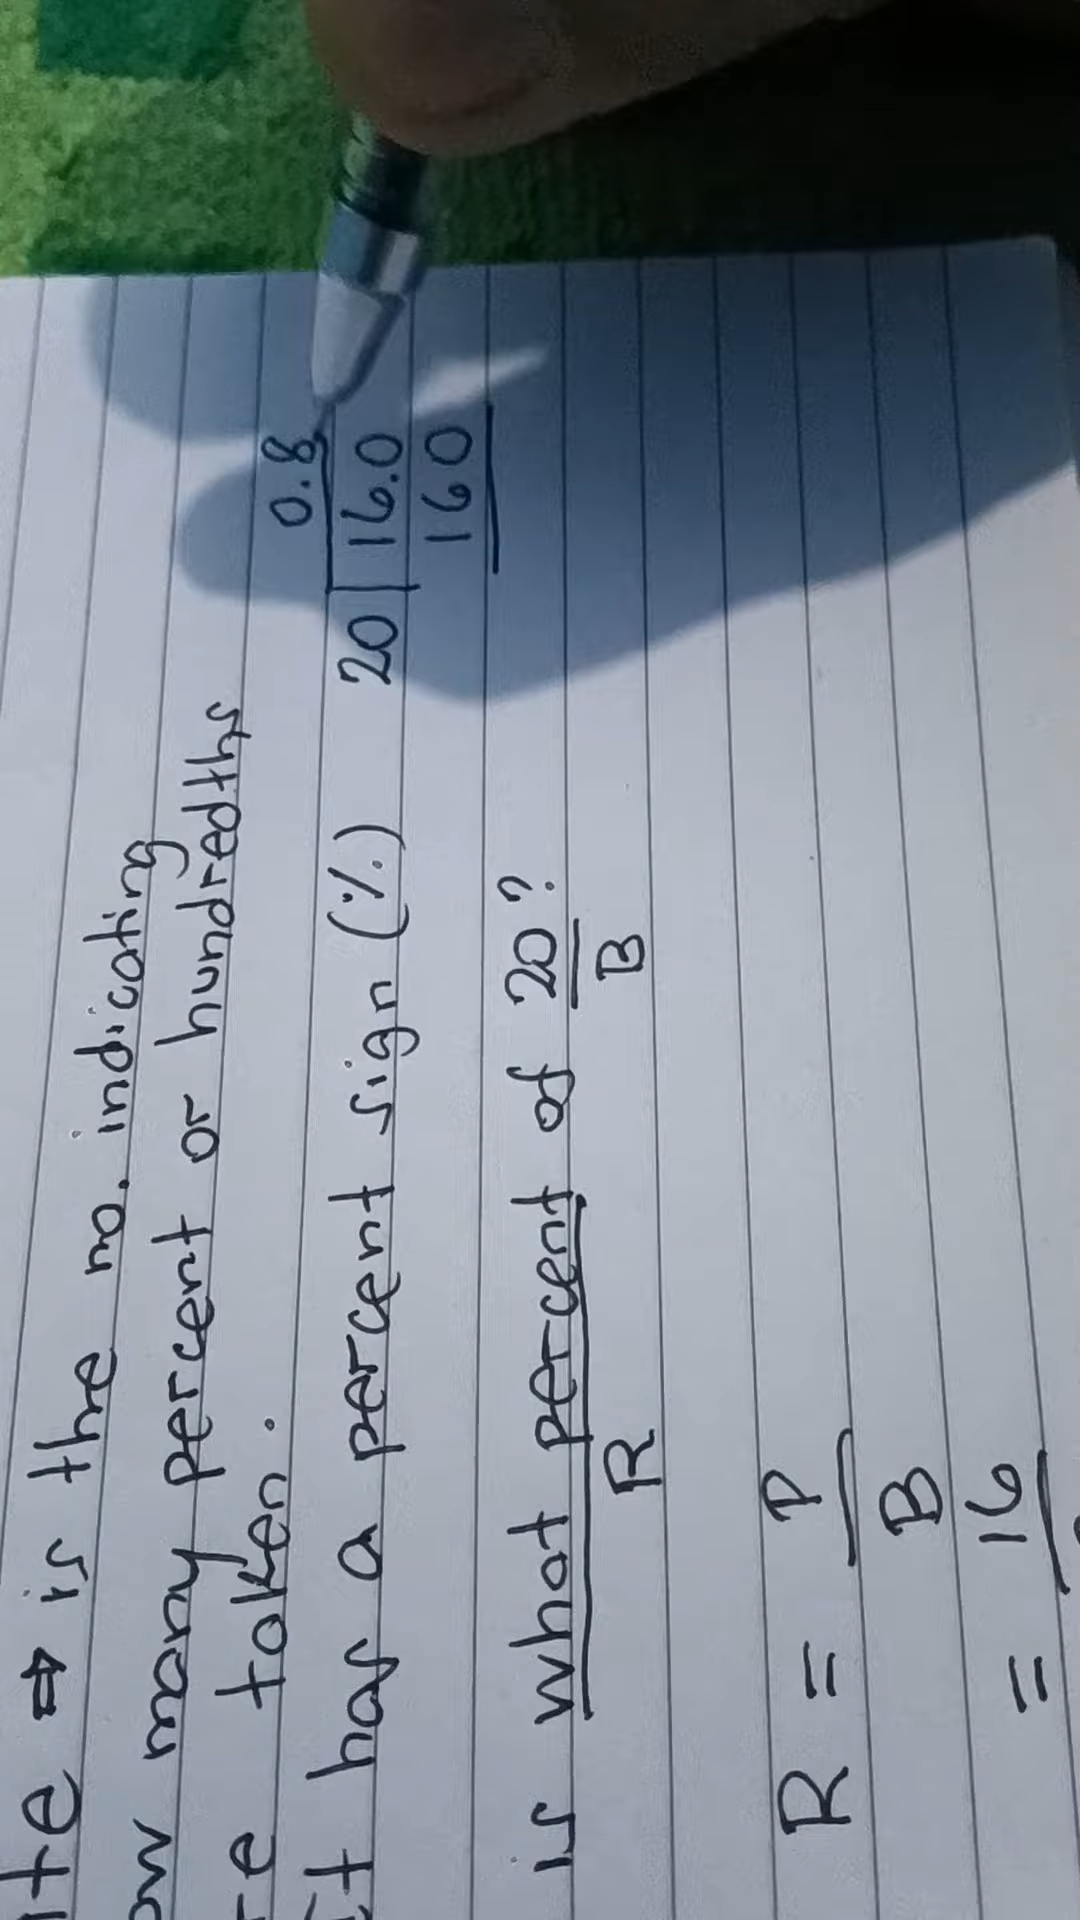 is the no. indicating
many percent or hundredths
taken.
has a percent sign (%)
is what percent of 20?
R B
R = P
B
= 16
0.8
20 16.0
16 0